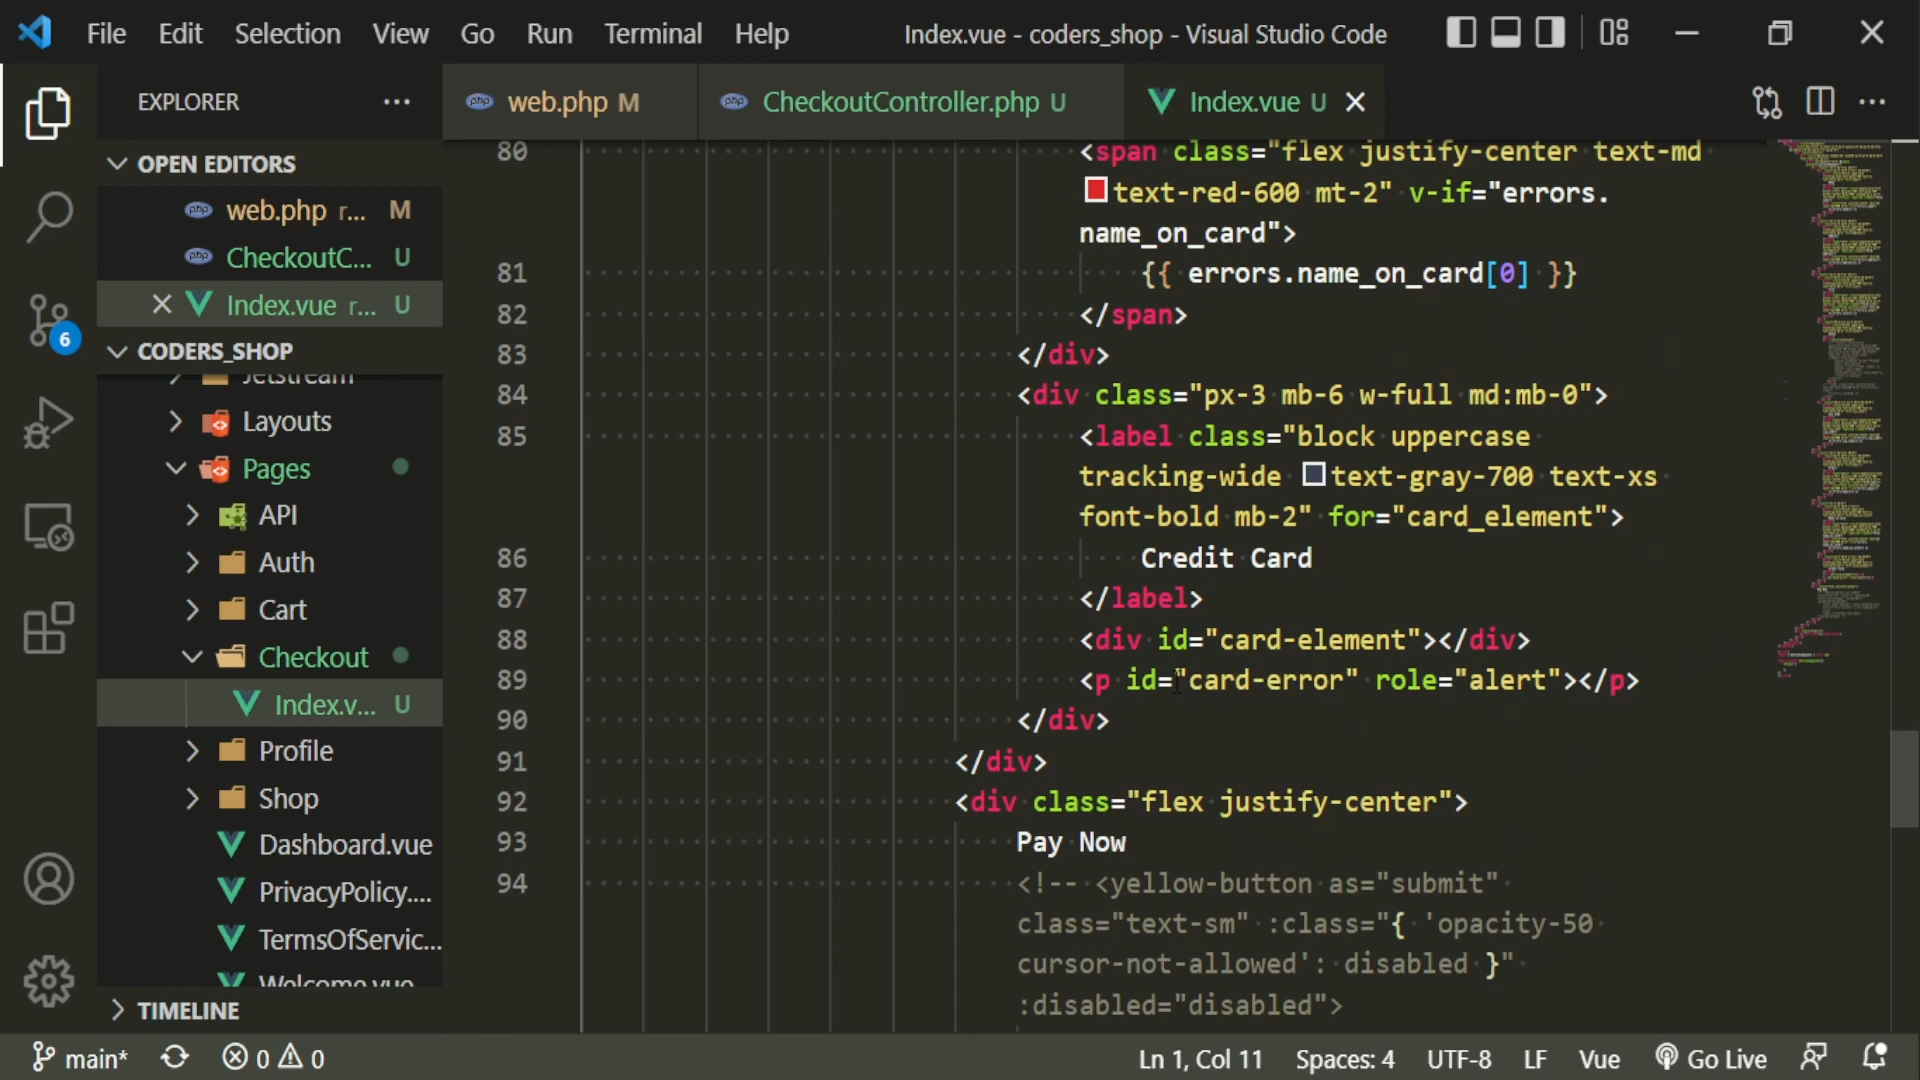 File Edit Selection View Go Run Terminal Help Index.vue - coders_shop - Visual Studio Code
EXPLORER ...
php web.php M php CheckoutController.php U Index.vue U
OPEN EDITORS
php web.php r... M
php CheckoutC... U
Index.vue r... U
6
CODERS_SHOP
Jetstream
Layouts
Pages
API
Auth
Cart
Checkout
Index.v... U
Profile
Shop
Dashboard.vue
PrivacyPolicy....
TermsOfServic...
Welcome.vue
TIMELINE
80 <span class="flex justify-center text-md
text-red-600 mt-2" v-if="errors.
name_on_card">
81 {{ errors.name_on_card[0] }}
82 </span>
83 </div>
84 <div class="px-3 mb-6 w-full md:mb-0">
85 <label class="block uppercase
tracking-wide text-gray-700 text-xs
font-bold mb-2" for="card_element">
86 Credit Card
87 </label>
88 <div id="card-element"></div>
89 <p id="card-error" role="alert"></p>
90 </div>
91 </div>
92 <div class="flex justify-center">
93 Pay Now
94 <!-- <yellow-button as="submit"
class="text-sm" :class="{ 'opacity-50
cursor-not-allowed': disabled }"
:disabled="disabled">
main* 0 0 Ln 1, Col 11 Spaces: 4 UTF-8 LF Vue Go Live